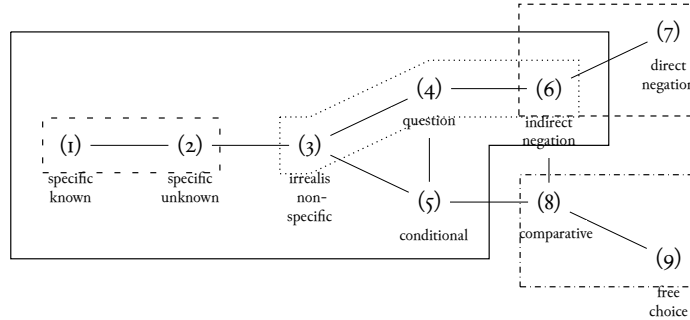 (7)
direct
negation
(4)
question
(6)
indirect
negation
(1)
specific
known
(2)
specific
unknown
(3)
irrealis
non-
specific
(5)
conditional
(8)
comparative
(9)
free
choice